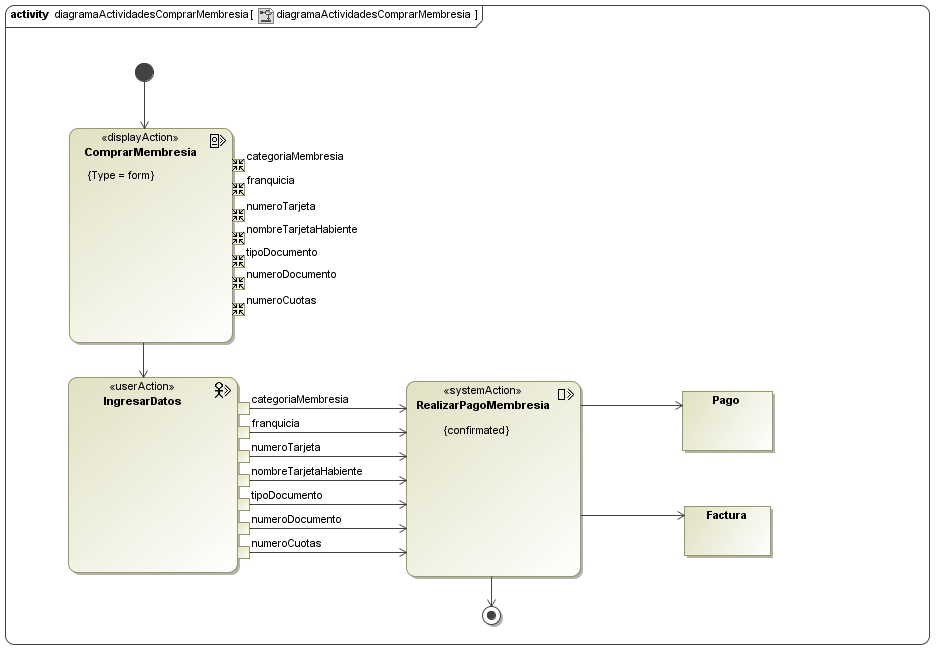 activity diagramaActividadesComprarMembresia[ diagramaActividadesComprarMembresia ]
«displayAction»
ComprarMembresia
{Type = form}
categoriaMembresia
franquicia
numeroTarjeta
nombreTarjetaHabiente
tipoDocumento
numeroDocumento
numeroCuotas
«userAction»
IngresarDatos
categoriaMembresia
franquicia
numeroTarjeta
nombreTarjetaHabiente
tipoDocumento
numeroDocumento
numeroCuotas
«systemAction»
RealizarPagoMembresia
{confirmated}
Pago
Factura